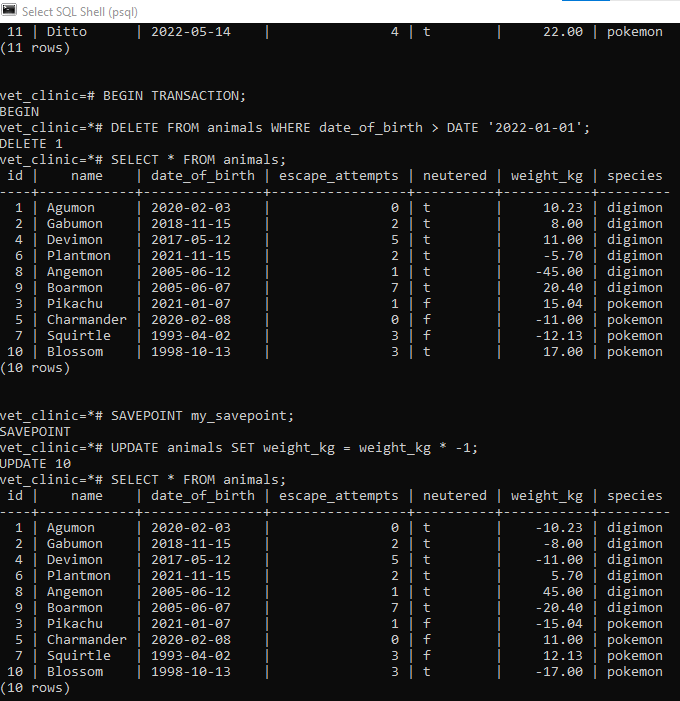 Select SQL Shell (psql)
 11 | Ditto      | 2022-05-14    |               4 | t        |     22.00 | pokemon
(11 rows)
vet_clinic=# BEGIN TRANSACTION;
BEGIN
vet_clinic=*# DELETE FROM animals WHERE date_of_birth > DATE '2022-01-01';
DELETE 1
vet_clinic=*# SELECT * FROM animals;
 id |    name    | date_of_birth | escape_attempts | neutered | weight_kg | species
----+------------+---------------+-----------------+----------+-----------+---------
  1 | Agumon     | 2020-02-03    |               0 | t        |     10.23 | digimon
  2 | Gabumon    | 2018-11-15    |               2 | t        |      8.00 | digimon
  4 | Devimon    | 2017-05-12    |               5 | t        |     11.00 | digimon
  6 | Plantmon   | 2021-11-15    |               2 | t        |     -5.70 | digimon
  8 | Angemon    | 2005-06-12    |               1 | t        |    -45.00 | digimon
  9 | Boarmon    | 2005-06-07    |               7 | t        |     20.40 | digimon
  3 | Pikachu    | 2021-01-07    |               1 | f        |     15.04 | pokemon
  5 | Charmander | 2020-02-08    |               0 | f        |    -11.00 | pokemon
  7 | Squirtle   | 1993-04-02    |               3 | f        |    -12.13 | pokemon
 10 | Blossom    | 1998-10-13    |               3 | t        |     17.00 | pokemon
(10 rows)
vet_clinic=*# SAVEPOINT my_savepoint;
SAVEPOINT
vet_clinic=*# UPDATE animals SET weight_kg = weight_kg * -1;
UPDATE 10
vet_clinic=*# SELECT * FROM animals;
 id |    name    | date_of_birth | escape_attempts | neutered | weight_kg | species
----+------------+---------------+-----------------+----------+-----------+---------
  1 | Agumon     | 2020-02-03    |               0 | t        |    -10.23 | digimon
  2 | Gabumon    | 2018-11-15    |               2 | t        |     -8.00 | digimon
  4 | Devimon    | 2017-05-12    |               5 | t        |    -11.00 | digimon
  6 | Plantmon   | 2021-11-15    |               2 | t        |      5.70 | digimon
  8 | Angemon    | 2005-06-12    |               1 | t        |     45.00 | digimon
  9 | Boarmon    | 2005-06-07    |               7 | t        |    -20.40 | digimon
  3 | Pikachu    | 2021-01-07    |               1 | f        |    -15.04 | pokemon
  5 | Charmander | 2020-02-08    |               0 | f        |     11.00 | pokemon
  7 | Squirtle   | 1993-04-02    |               3 | f        |     12.13 | pokemon
 10 | Blossom    | 1998-10-13    |               3 | t        |    -17.00 | pokemon
(10 rows)